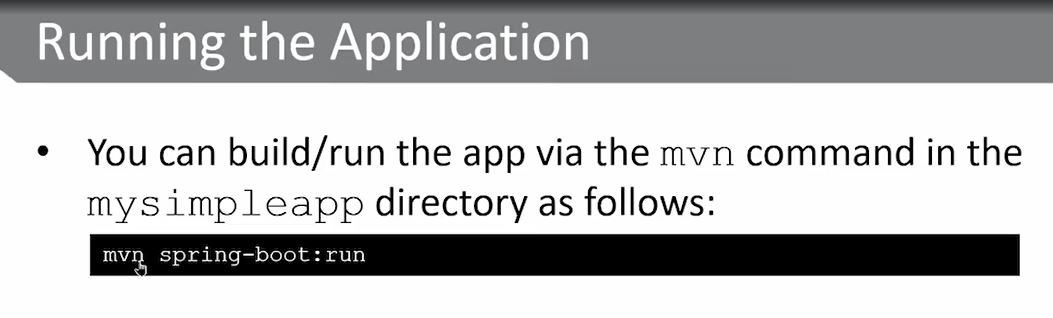 Running the Application
• You can build/run the app via the mvn command in the
mysimpleapp directory as follows:
mvn spring-boot:run